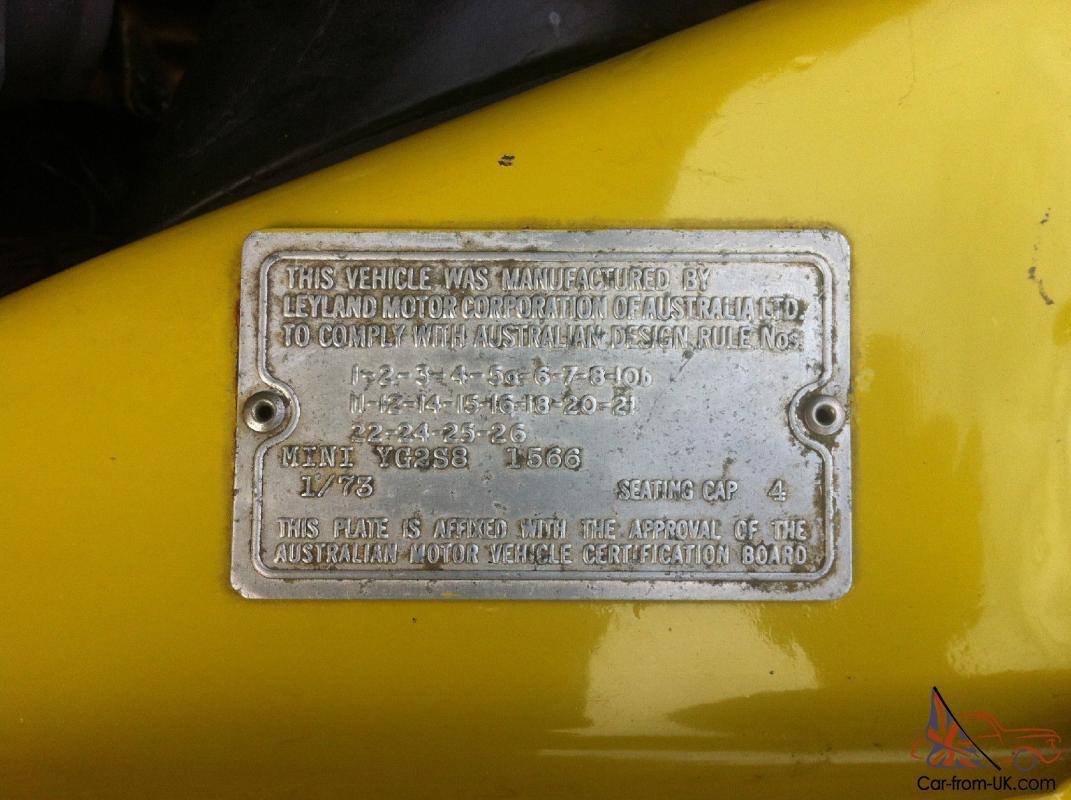 THIS VEHICLE WAS MANUFACTURED BY
LEYLAND MOTOR CORPORATION OF AUSTRALIA LTD.
TO COMPLY WITH AUSTRALIAN DESIGN RULE Nos.
1-2-3-4-5a-6-7-8-10b
11-12-14-15-16-18-20-21
22-24-25-26
MINI YG2S8 1566
1/73 SEATING CAP 4
THIS PLATE IS AFFIXED WITH THE APPROVAL OF THE
AUSTRALIAN MOTOR VEHICLE CERTIFICATION BOARD
Car-from-UK.com